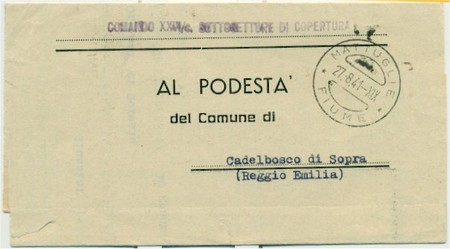 COMANDO XXVI/o. SOTTOSETTORE DI COPERTURA
MATTUGLIE
27.8.41-XIX
* FIUME *
AL PODESTA'
del Comune di
Cadelbosco di Sopra
(Reggio Emilia)